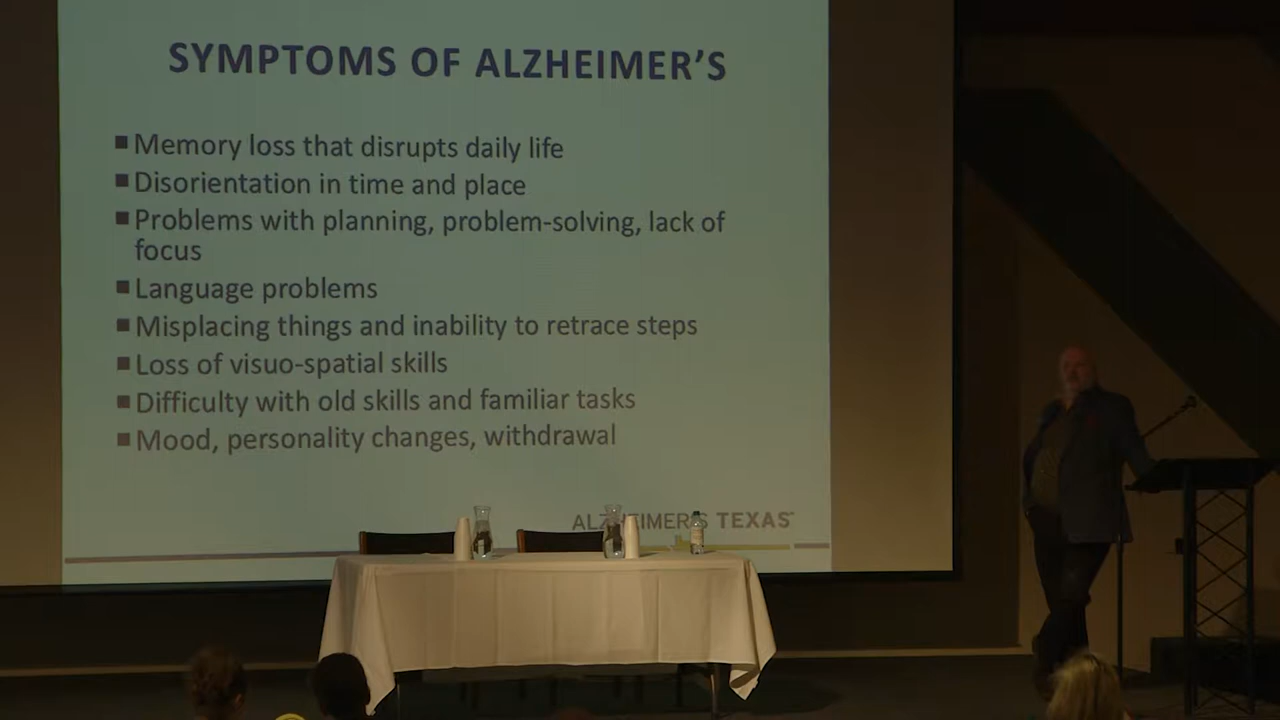 SYMPTOMS OF ALZHEIMER'S
■ Memory loss that disrupts daily life
■ Disorientation in time and place
■ Problems with planning, problem-solving, lack of
focus
■ Language problems
■ Misplacing things and inability to retrace steps
■ Loss of visuo-spatial skills
■ Difficulty with old skills and familiar tasks
■ Mood, personality changes, withdrawal
ALZHEIMER'S TEXAS